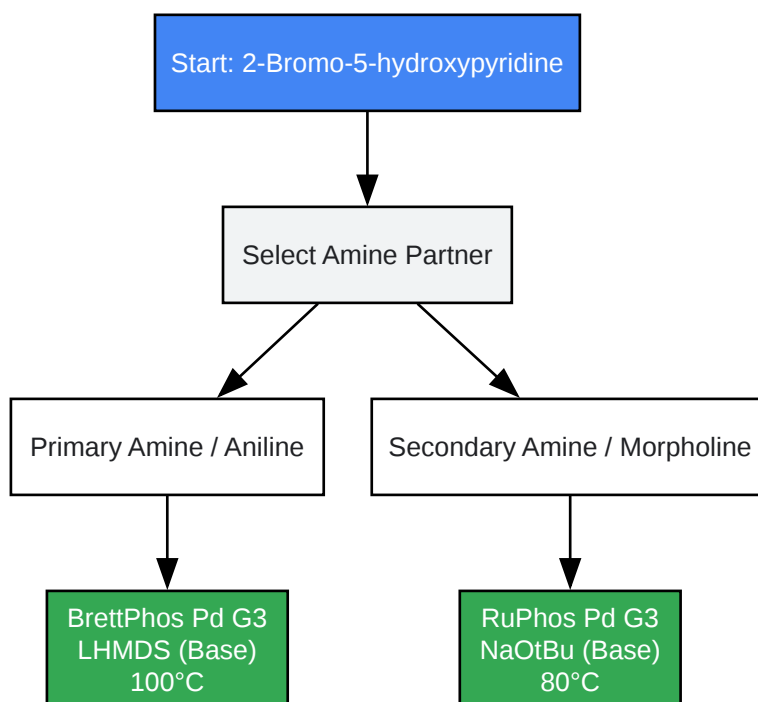 Start: 2-Bromo-5-hydroxypyridine
Select Amine Partner
Primary Amine / Aniline
Secondary Amine / Morpholine
BrettPhos Pd G3
LHMDS (Base)
100°C
RuPhos Pd G3
NaOtBu (Base)
80°C